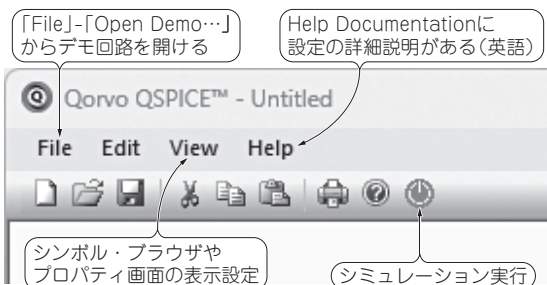 「File」-「Open Demo…」
からデモ回路を開ける
Help Documentationに
設定の詳細説明がある(英語)
Qorvo QSPICE™ - Untitled
File Edit View Help
シンボル・ブラウザや
プロパティ画面の表示設定
シミュレーション実行